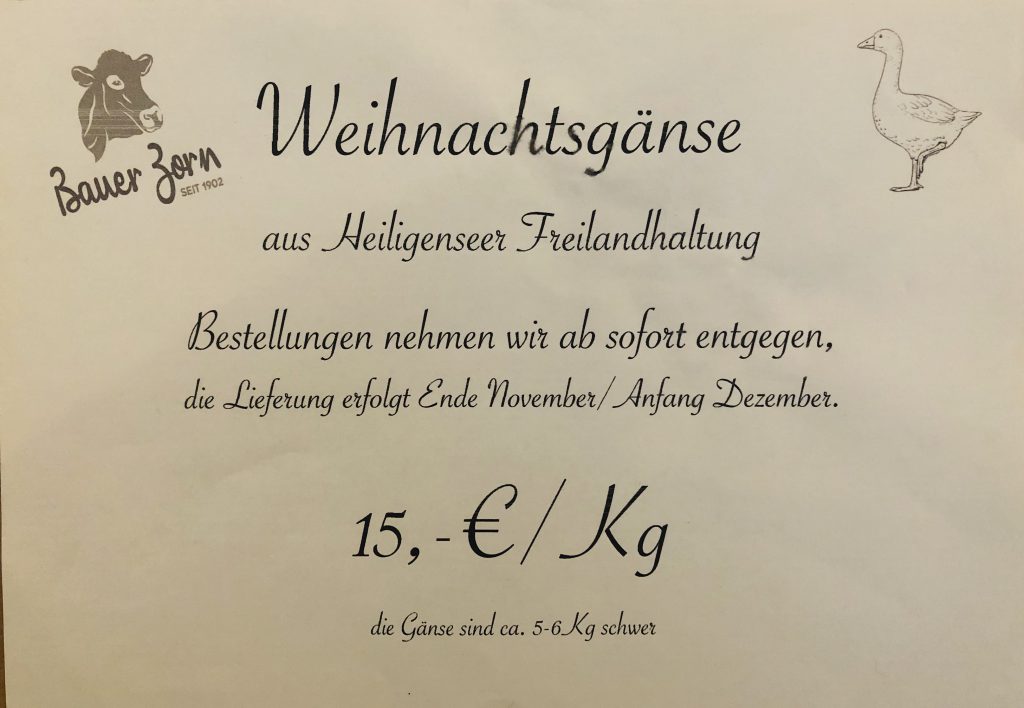 Bauer Zorn
SEIT 1902
Weihnachtsgänse
aus Heiligenseer Freilandhaltung
Bestellungen nehmen wir ab sofort entgegen,
die Lieferung erfolgt Ende November/Anfang Dezember.
15,-€/Kg
die Gänse sind ca. 5-6Kg schwer